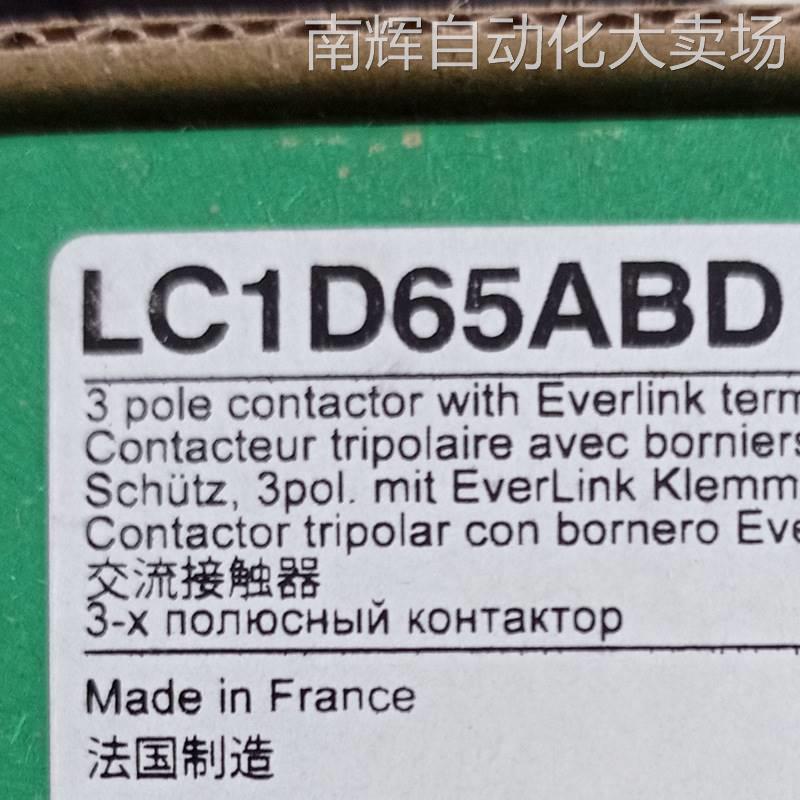 南辉自动化大卖场
LC1D65ABD
3 pole contactor with Everlink term
Contacteur tripolaire avec borniers
Schütz, 3pol. mit EverLink Klemm
Contactor tripolar con bornero Eve
交流接触器
3-х полюсный контактор
Made in France
法国制造